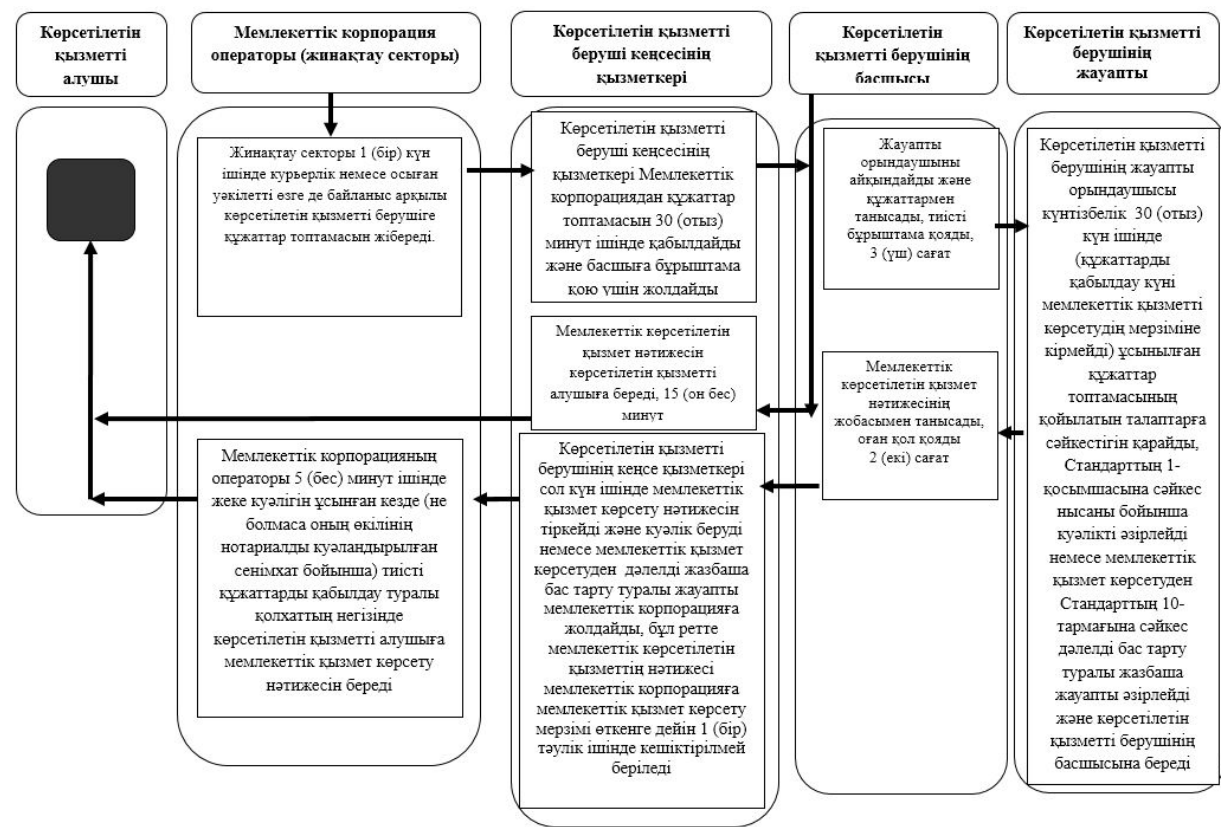 Көрсетілетін
қызметті
алушы
Мемлекеттік корпорация
операторы (жинақтау секторы)
Көрсетілетін қызметті
беруші кеңсесінің
қызметкері
Көрсетілетін
қызметті берушінің
басшысы
Көрсетілетін қызметті
берушінің
жауапты
Жинақтау секторы 1 (бір) күн
ішінде курьерлік немесе осыған
уәкілетті өзге де байланыс арқылы
көрсетілетін қызметті берушіге
құжаттар топтамасын жібереді.
Көрсетілетін қызметті
беруші кеңсесінің
қызметкері Мемлекеттік
корпорациядан құжаттар
топтамасын 30 (отыз)
минут ішінде қабылдайды
және басшыға бұрыштама
қою үшін жолдайды
Жауапты
орындаушыны
айқындайды және
құжаттармен
танысады, тиісті
бұрыштама қояды,
3 (үш) сағат
Көрсетілетін қызметті
берушінің жауапты
орындаушысы
күнтізбелік 30 (отыз)
күн ішінде
(құжаттарды
қабылдау күні
мемлекеттік қызметті
көрсетудің мерзіміне
кірмейді) ұсынылған
құжаттар
топтамасының
қойылатын талаптарға
сәйкестігін қарайды,
Стандарттың 1-
қосымшасына сәйкес
нысаны бойынша
куәлікті әзірлейді
немесе мемлекеттік
қызмет көрсетуден
Стандарттың 10-
тармағына сәйкес
дәлелді бас тарту
туралы жазбаша
жауапты әзірлейді
және көрсетілетін
қызметті берушінің
басшысына береді
Мемлекеттік
көрсетілетін қызмет
нәтижесінің
жобасымен танысады,
оған қол қояды
2 (екі) сағат
Мемлекеттік көрсетілетін
қызмет нәтижесін
көрсетілетін қызметті
алушыға береді, 15 (он бес)
минут
Көрсетілетін қызметті
берушінің кеңсе қызметкері
сол күн ішінде мемлекеттік
қызмет көрсету нәтижесін
тіркейді және куәлік беруді
немесе мемлекеттік қызмет
көрсетуден дәлелді жазбаша
бас тарту туралы жауапты
мемлекеттік корпорацияға
жолдайды, бұл ретте
мемлекеттік көрсетілетін
қызметтің нәтижесі
мемлекеттік корпорацияға
мемлекеттік қызмет көрсету
мерзімі өткенге дейін 1 (бір)
тәулік ішінде кешіктірілмей
беріледі
Мемлекеттік корпорацияның
операторы 5 (бес) минут ішінде
жеке куәлігін ұсынған кезде (не
болмаса оның өкілінің
нотариалды куәландырылған
сенімхат бойынша) тиісті
құжаттарды қабылдау туралы
қолхаттың негізінде
көрсетілетін қызметті алушыға
мемлекеттік қызмет көрсету
нәтижесін береді